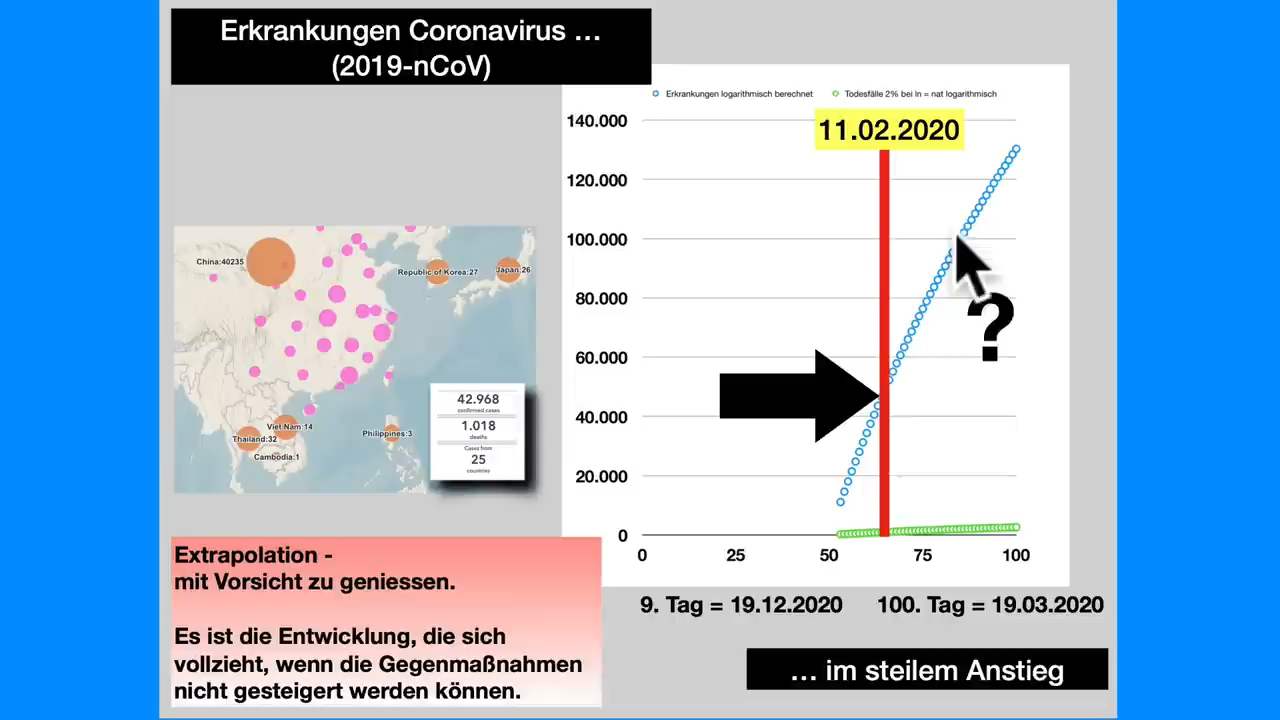 Erkrankungen Coronavirus …
(2019-nCoV)
Erkrankungen logarithmisch berechnet
Todesfälle 2% bei ln = nat logarithmisch
11.02.2020
140.000
120.000
100.000
80.000
60.000
40.000
20.000
0
0 25 50 75 100
?
China:40235
Republic of Korea:27
Japan:26
Viet Nam:14
Thailand:32
Philippines:3
Cambodia:1
42.968
confirmed cases
1.018
deaths
Cases from
25
countries
Extrapolation -
mit Vorsicht zu geniessen.
Es ist die Entwicklung, die sich
vollzieht, wenn die Gegenmaßnahmen
nicht gesteigert werden können.
9. Tag = 19.12.2020 100. Tag = 19.03.2020
… im steilem Anstieg